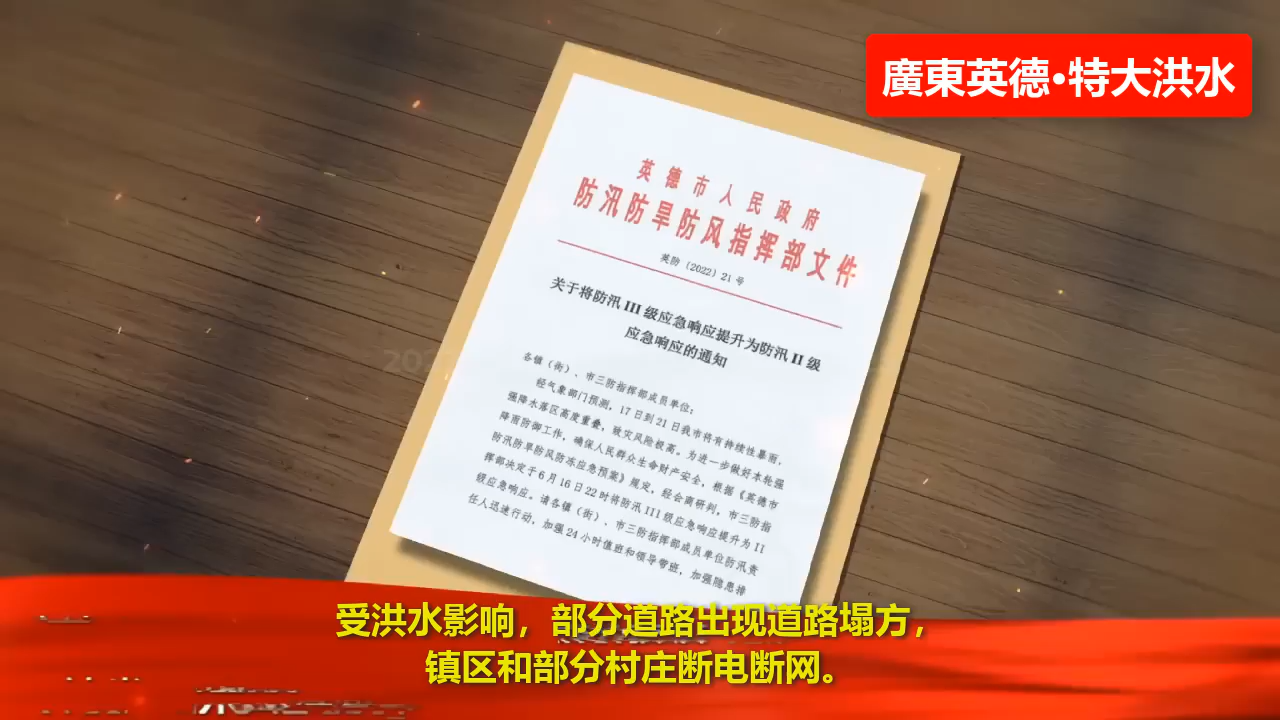 廣東英德•特大洪水
英德市人民政府
防汛防旱防风指挥部文件
英防〔2022〕21号
关于将防汛III级应急响应提升为防汛II级
应急响应的通知
各镇（街）、市三防指挥部成员单位：
经气象部门预测，17日到21日我市将有持续性暴雨，
强降水落区高度重叠，致灾风险极高。为进一步做好本轮强
降雨防御工作，确保人民群众生命财产安全，根据《英德市
防汛防旱防风防冻应急预案》规定，经会商研判，市三防指
挥部决定于6月16日22时将防汛III级应急响应提升为II
级应急响应。请各镇（街）、市三防指挥部成员单位防汛责
任人迅速行动，加强24小时值班和领导带班，加强隐患排
受洪水影响，部分道路出现道路塌方，
镇区和部分村庄断电断网。